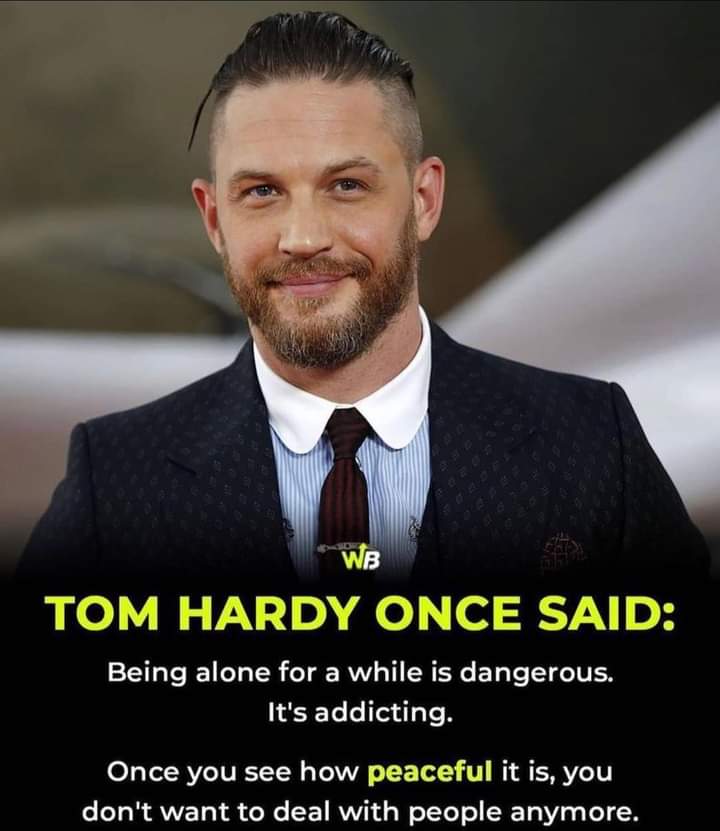 WB
TOM HARDY ONCE SAID:
Being alone for a while is dangerous.
It's addicting.
Once you see how peaceful it is, you
don't want to deal with people anymore.